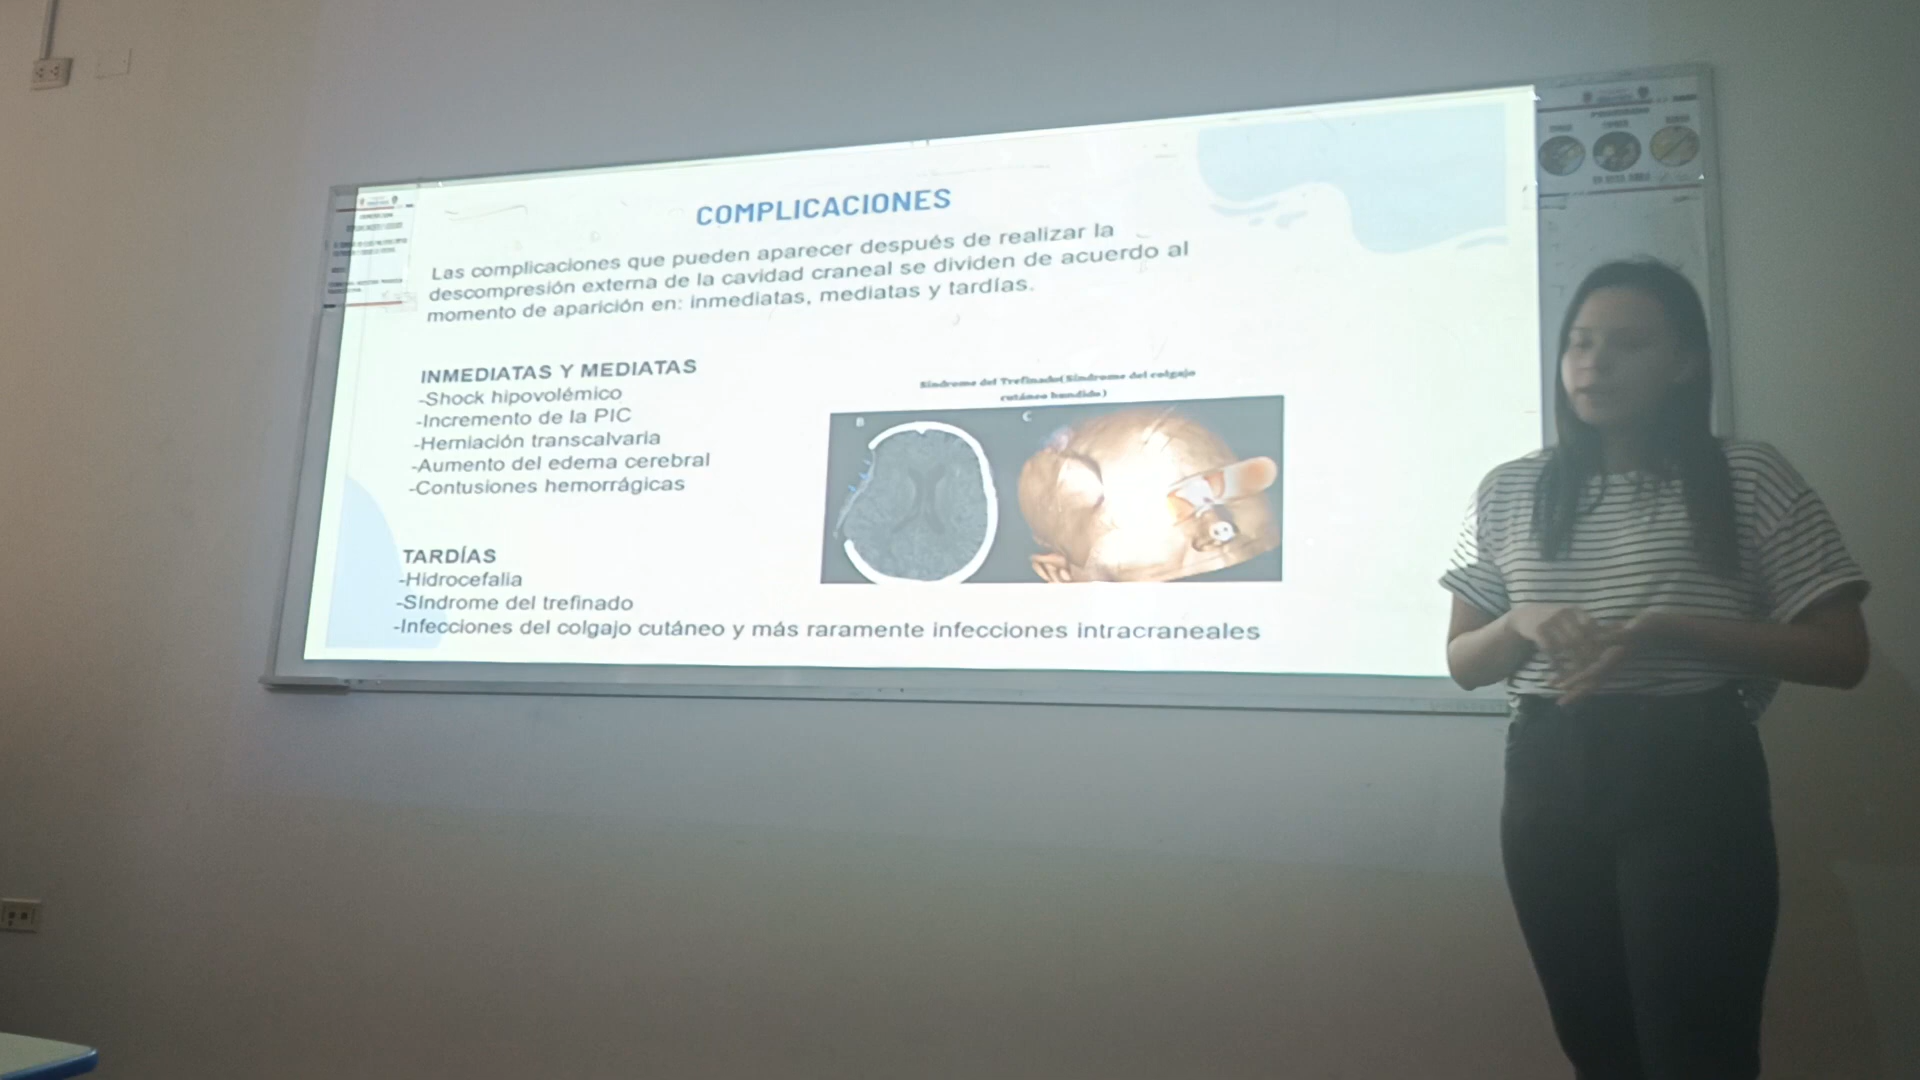 COMPLICACIONES
Las complicaciones que pueden aparecer después de realizar la
descompresión externa de la cavidad craneal se dividen de acuerdo al
momento de aparición en: inmediatas, mediatas y tardías.
INMEDIATAS Y MEDIATAS
-Shock hipovolémico
-Incremento de la PIC
-Herniación transcalvaria
-Aumento del edema cerebral
-Contusiones hemorrágicas
Síndrome del Trefinado(Síndrome del colgajo
cutáneo hundido)
B
C
TARDÍAS
-Hidrocefalia
-Síndrome del trefinado
-Infecciones del colgajo cutáneo y más raramente infecciones intracraneales